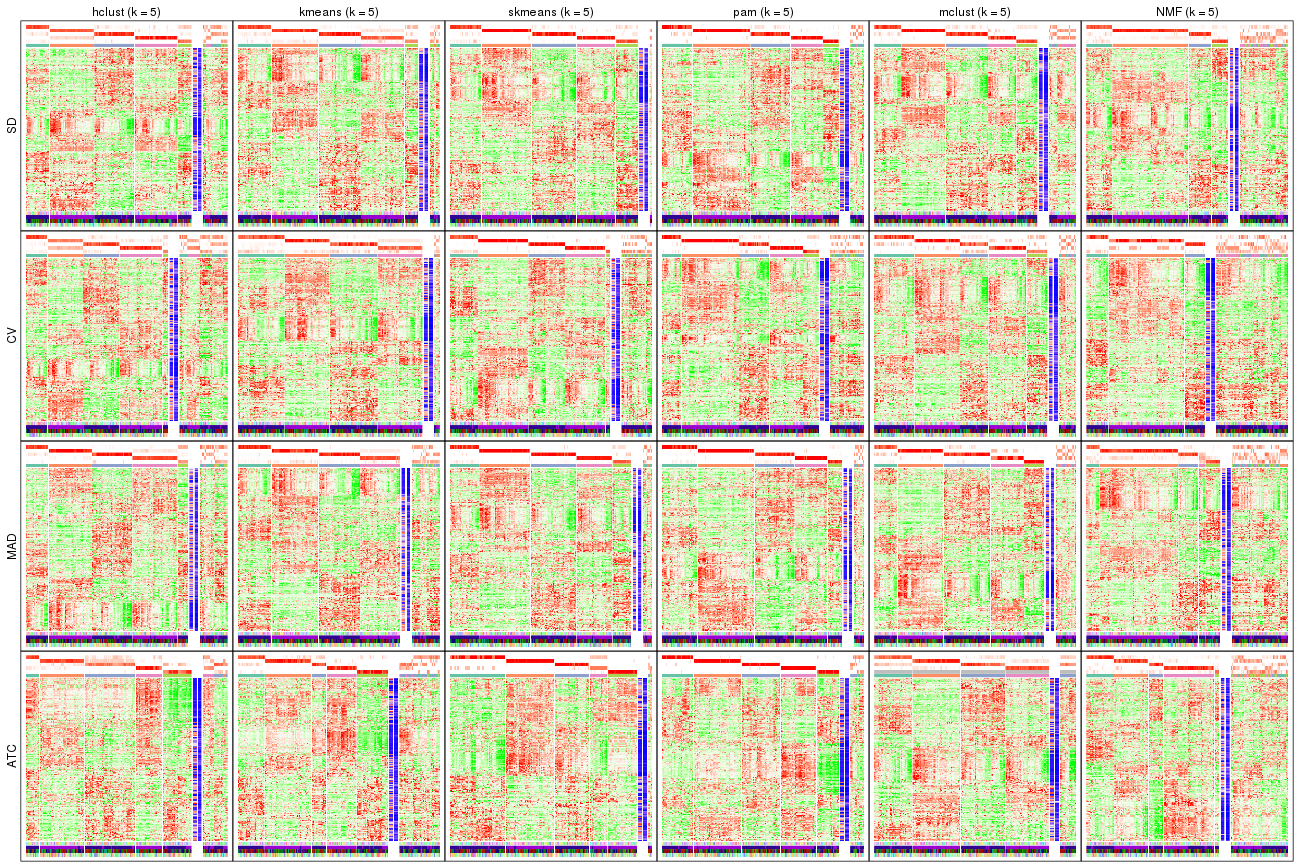 hclust (k = 5) kmeans (k = 5) skmeans (k = 5) pam (k = 5) mclust (k = 5) NMF (k = 5)
SD
CV
MAD
ATC